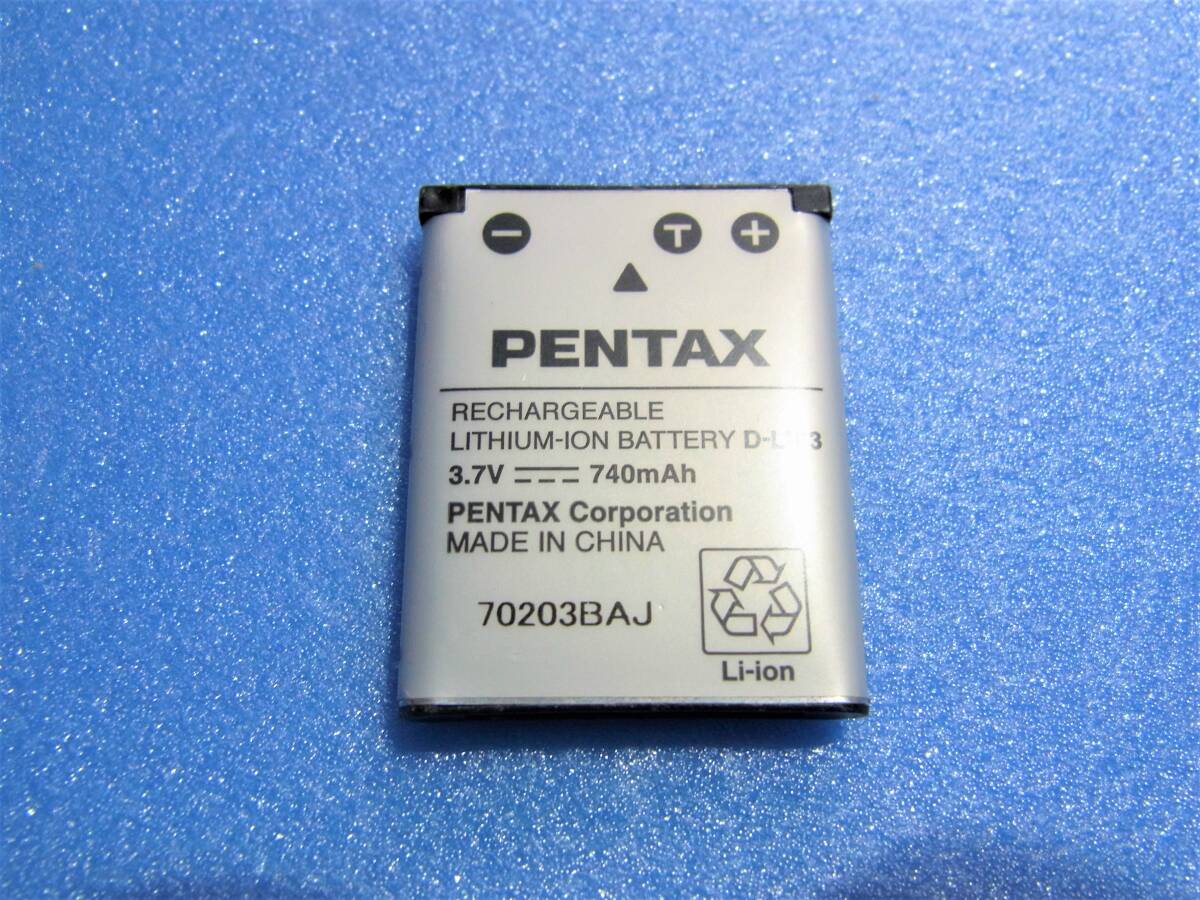 − T +
PENTAX
RECHARGEABLE
LITHIUM-ION BATTERY
3.7V 740mAh
PENTAX Corporation
MADE IN CHINA
70203BAJ
Li-ion